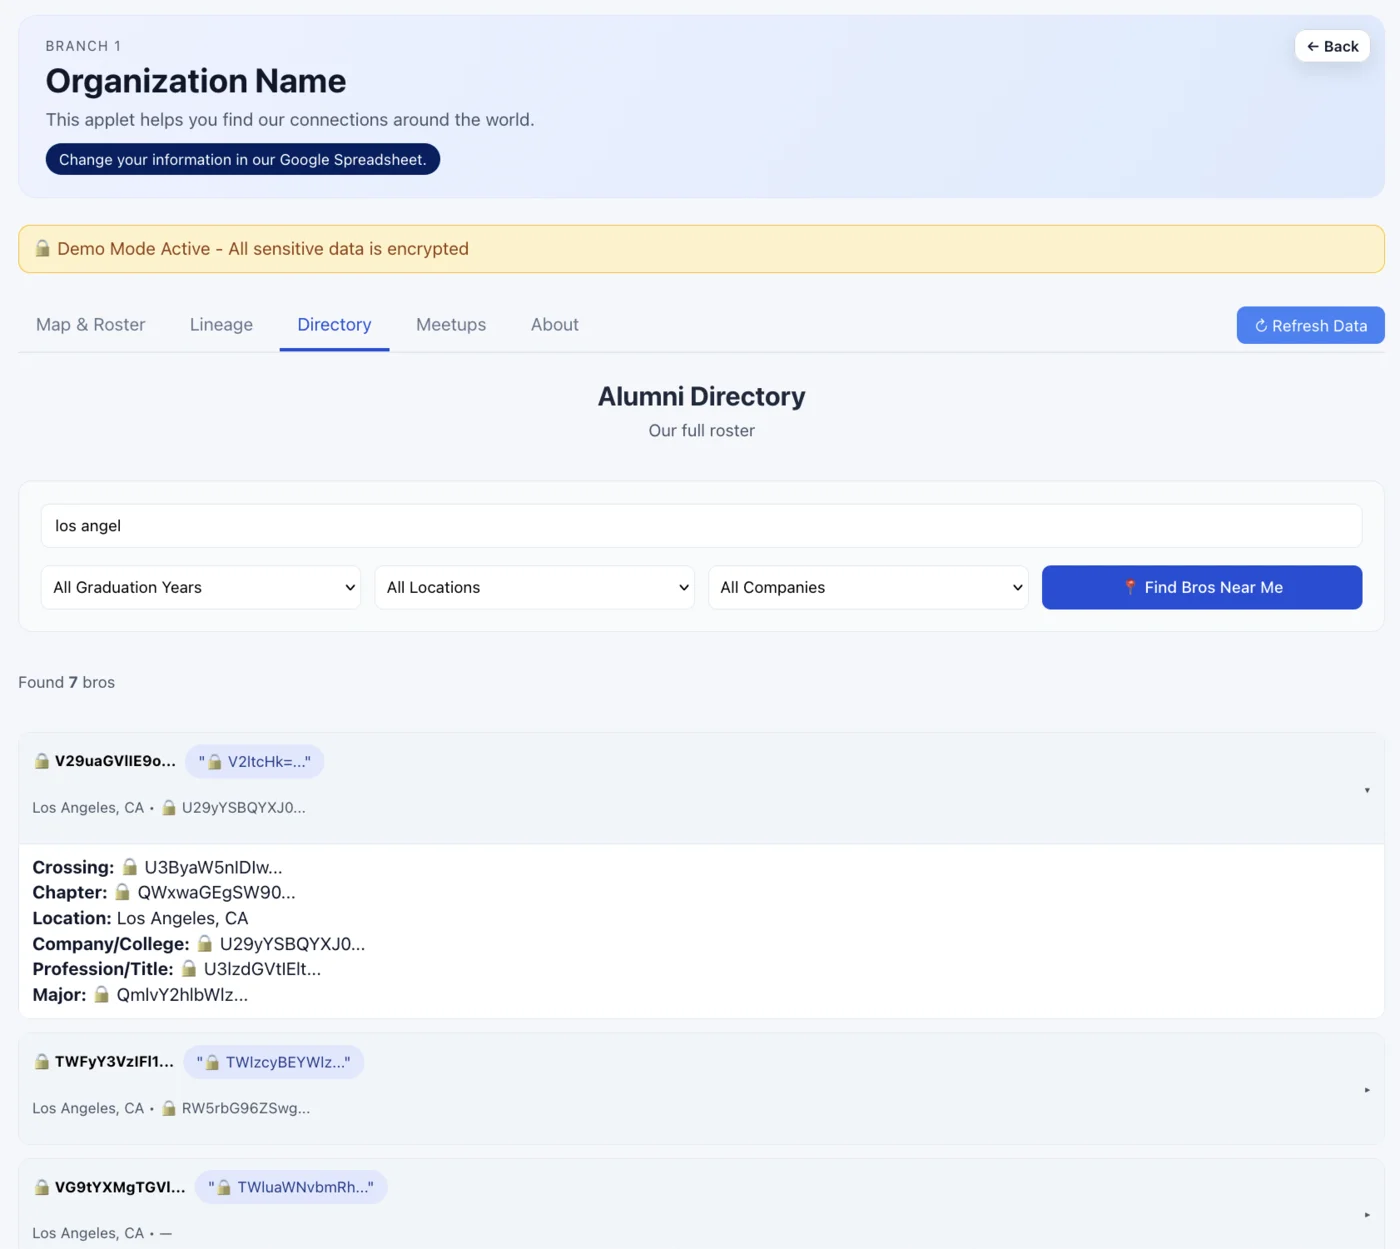 BRANCH 1
← Back
Organization Name
This applet helps you find our connections around the world.
Change your information in our Google Spreadsheet.
🔒 Demo Mode Active - All sensitive data is encrypted
Map & Roster Lineage Directory Meetups About ↻ Refresh Data
Alumni Directory
Our full roster
los angel
All Graduation Years All Locations All Companies 📍 Find Bros Near Me
Found 7 bros
🔒 V29uaGVlIE9o... "🔒 V2ltcHk=..."
Los Angeles, CA • 🔒 U29yYSBQYXJ0...
Crossing: 🔒 U3ByaW5nIDIw...
Chapter: 🔒 QWxwaGEgSW90...
Location: Los Angeles, CA
Company/College: 🔒 U29yYSBQYXJ0...
Profession/Title: 🔒 U3lzdGVtIElt...
Major: 🔒 QmlvY2hlbWlz...
🔒 TWFyY3VzIFl1... "🔒 TWlzcyBEYWlz..."
Los Angeles, CA • 🔒 RW5rbG96ZSwg...
🔒 VG9tYXMgTGVl... "🔒 TWluaWNvbmRh..."
Los Angeles, CA • —